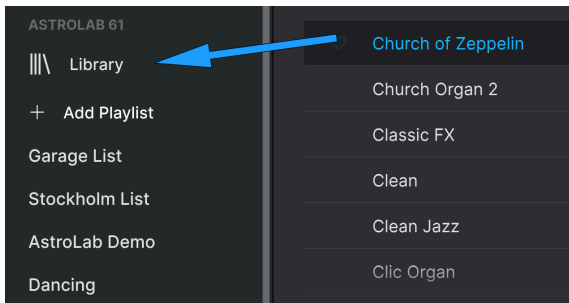 ASTROLAB 61
Library
Add Playlist
Garage List
Stockholm List
AstroLab Demo
Dancing
Church of Zeppelin
Church Organ 2
Classic FX
Clean
Clean Jazz
Clic Organ